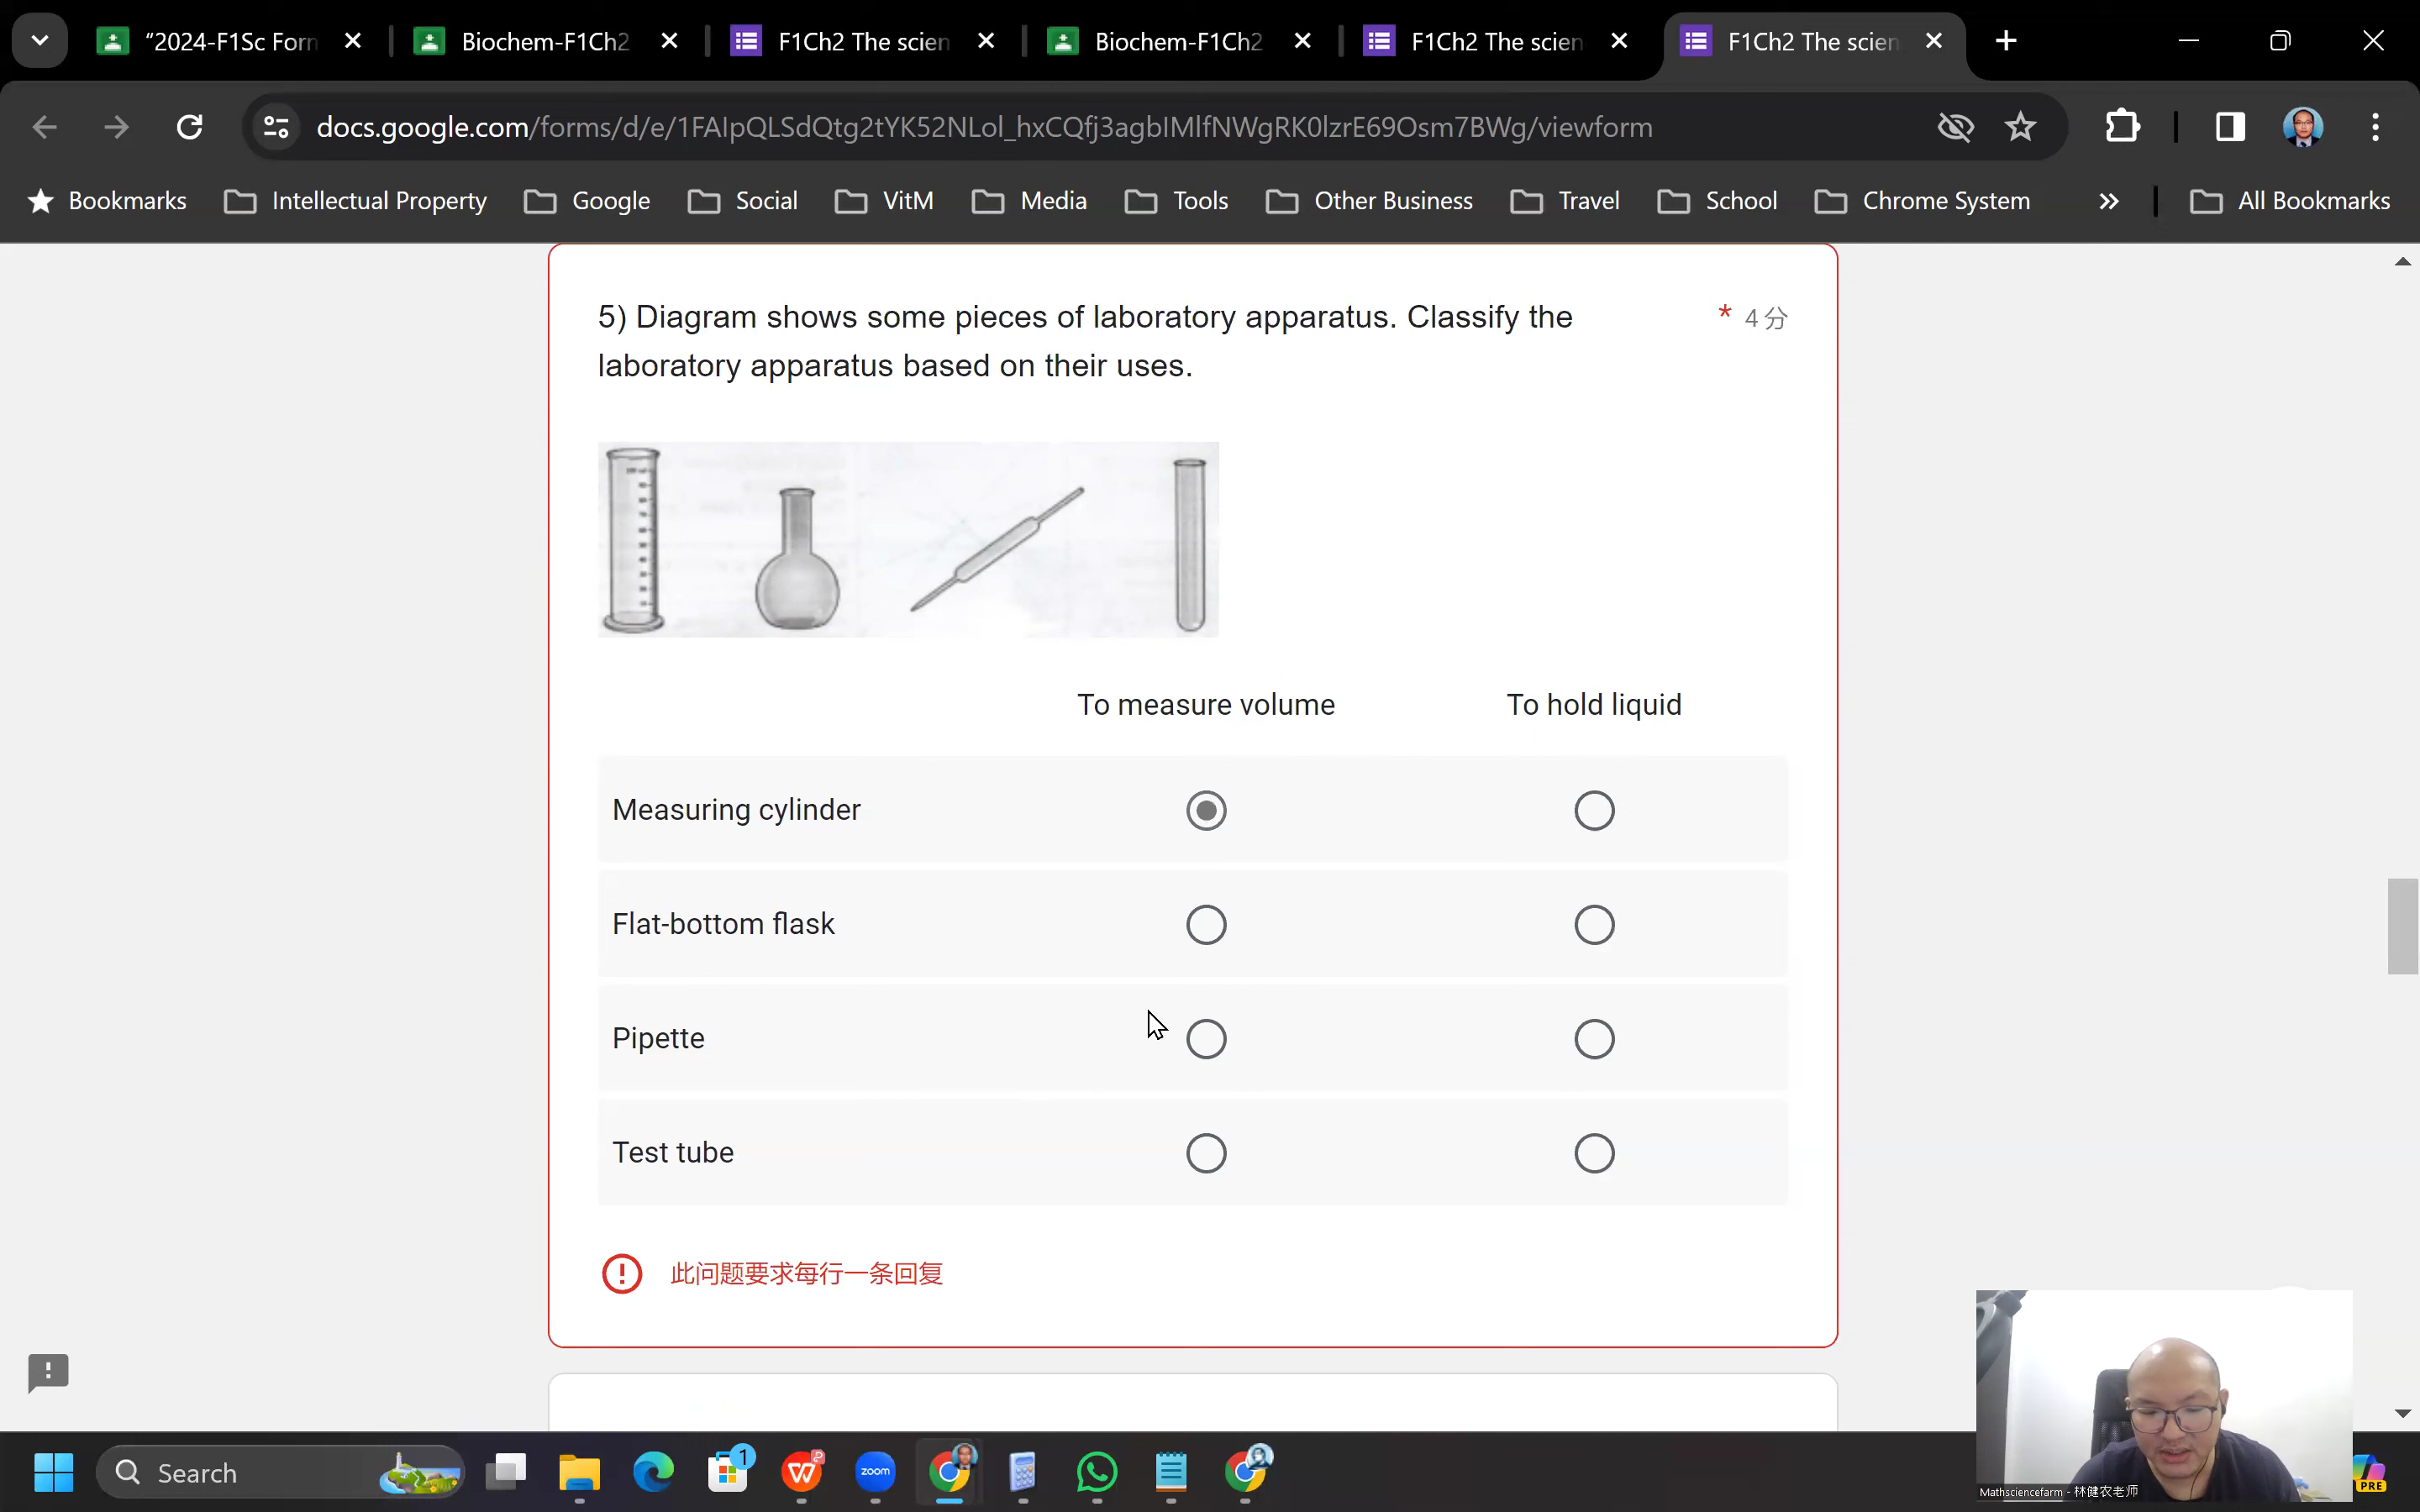 “2024-F1Sc Forn
Biochem-F1Ch2
F1Ch2 The scien
Biochem-F1Ch2
F1Ch2 The scien
F1Ch2 The scien
docs.google.com/forms/d/e/1FAIpQLSdQtg2tYK52NLol_hxCQfj3agbIMlfNWgRK0lzrE69Osm7BWg/viewform
Bookmarks
Intellectual Property
Google
Social
VitM
Media
Tools
Other Business
Travel
School
Chrome System
All Bookmarks
5) Diagram shows some pieces of laboratory apparatus. Classify the
* 4 分
laboratory apparatus based on their uses.
To measure volume
To hold liquid
Measuring cylinder
Flat-bottom flask
Pipette
Test tube
此问题要求每行一条回复
Mathsciencefarm - 林健农老师
Search
1
zoom
PRE